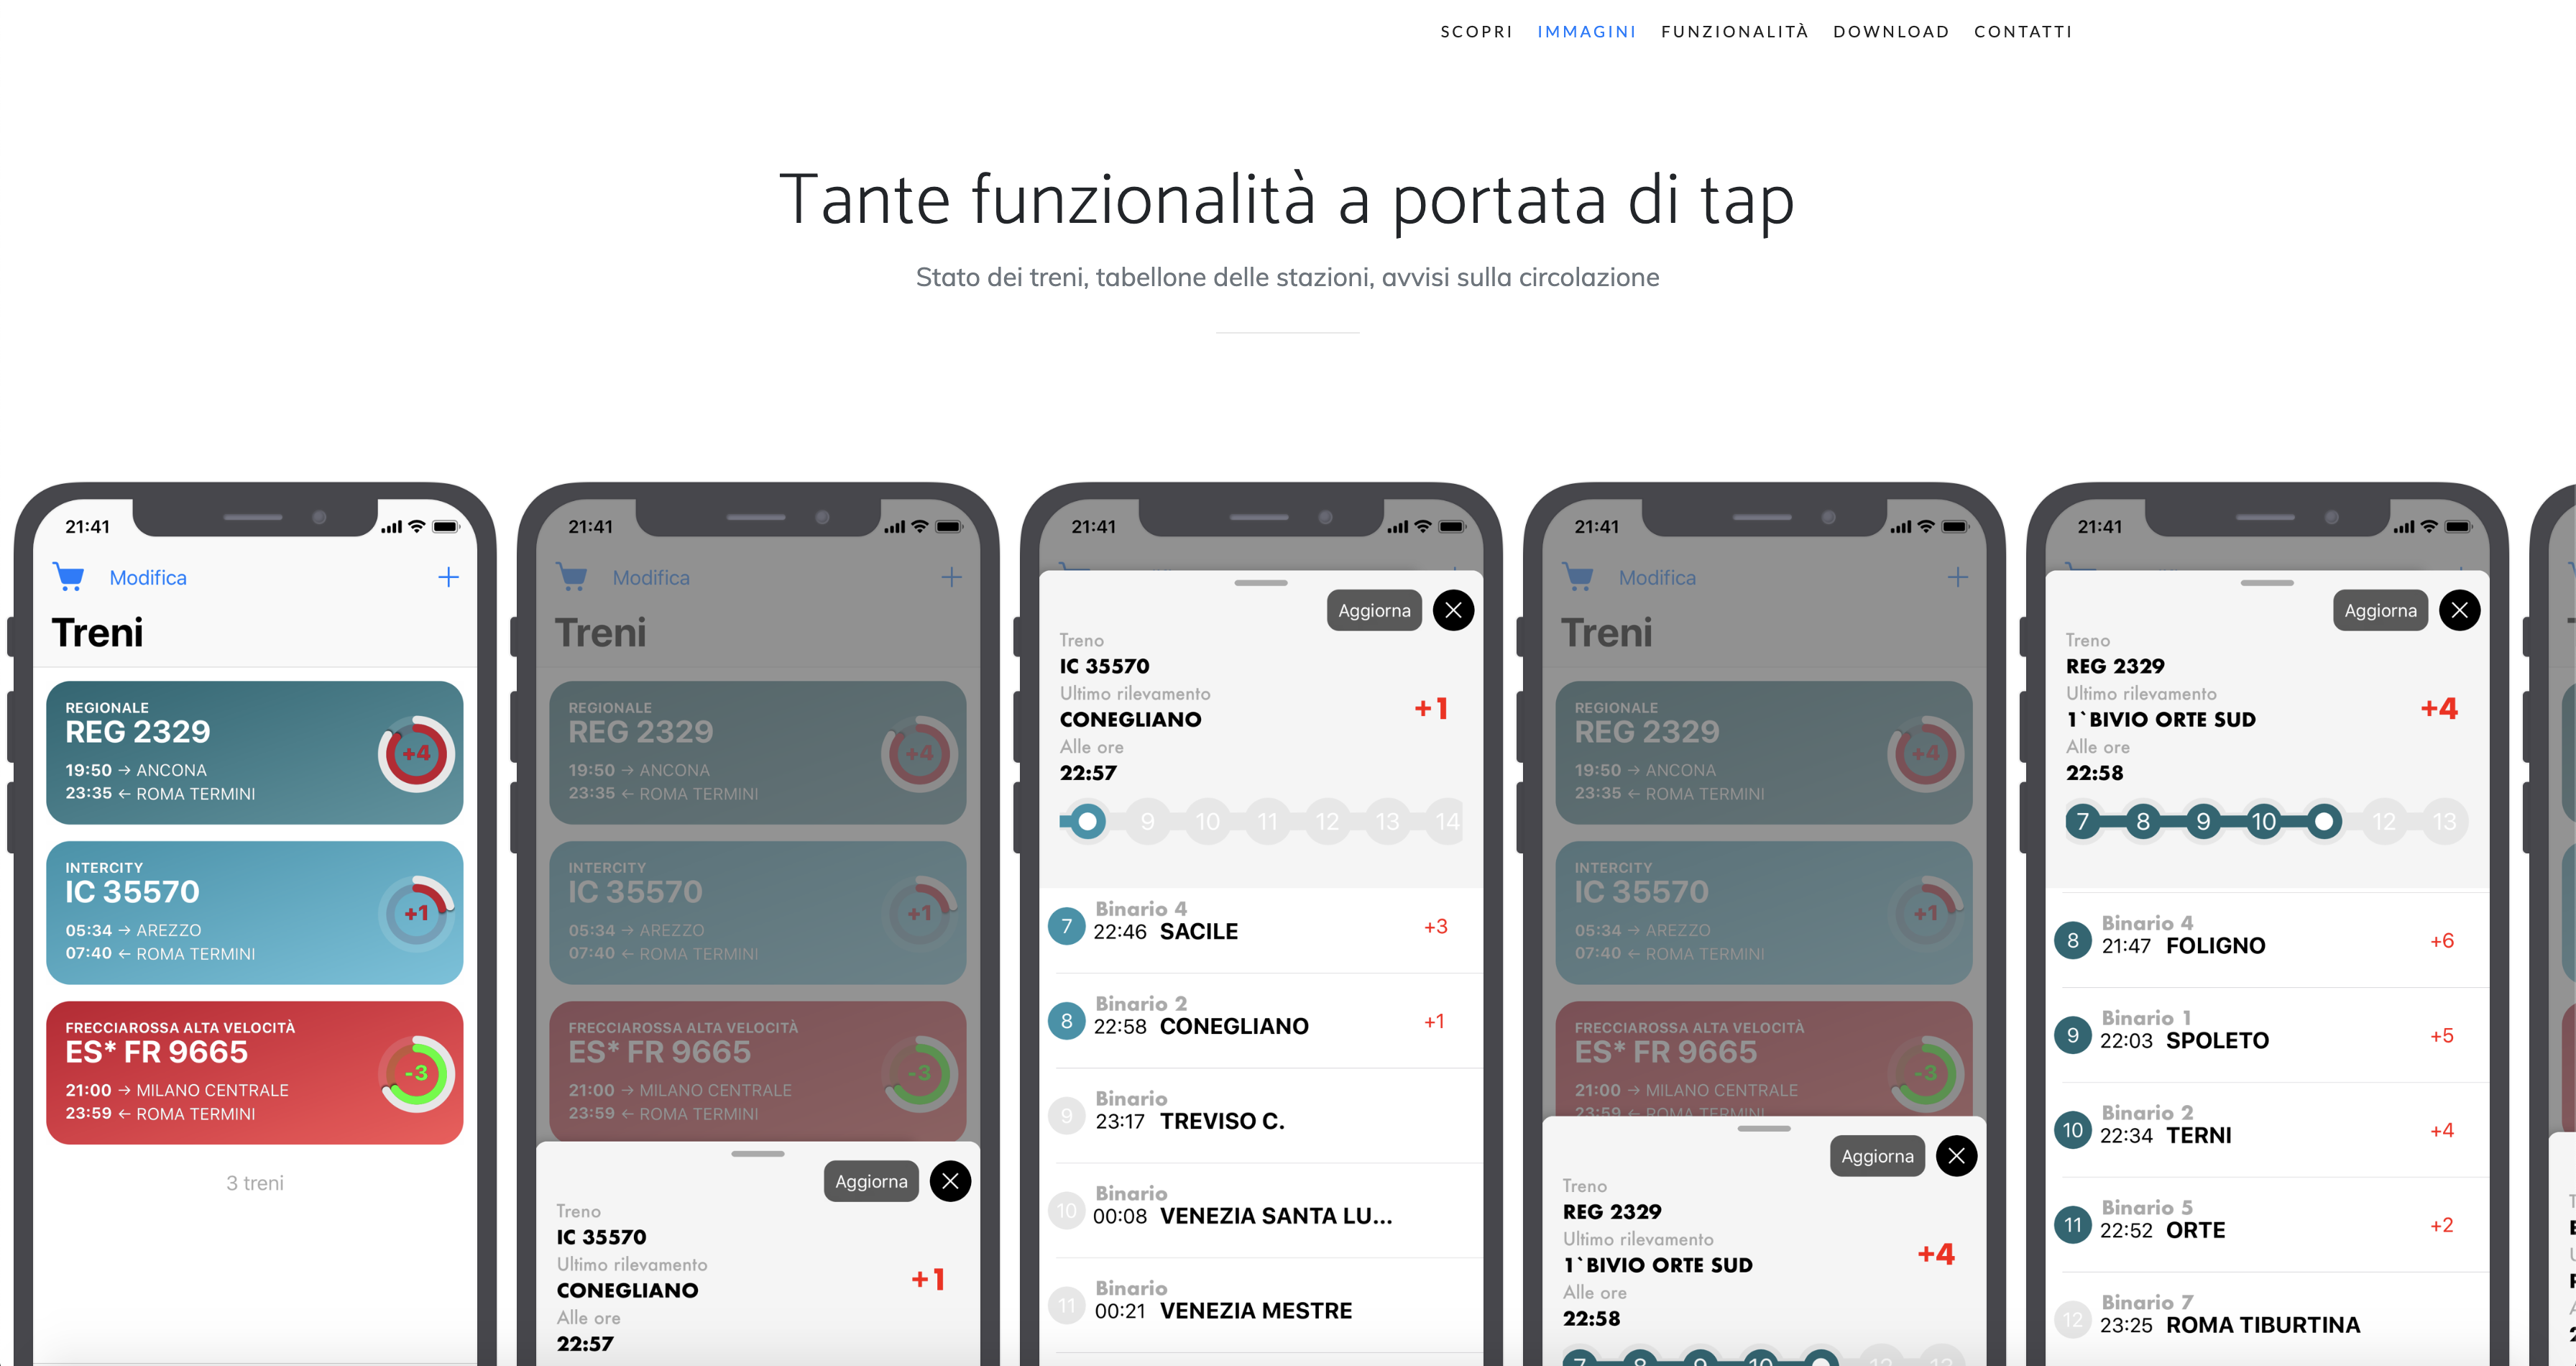 SCOPRI IMMAGINI FUNZIONALITÀ DOWNLOAD CONTATTI
Tante funzionalità a portata di tap
Stato dei treni, tabellone delle stazioni, avvisi sulla circolazione
21:41
Modifica
Treni
REGIONALE
REG 2329
+4
19:50 → ANCONA
23:35 ← ROMA TERMINI
INTERCITY
IC 35570
+1
05:34 → AREZZO
07:40 ← ROMA TERMINI
FRECCIAROSSA ALTA VELOCITÀ
ES* FR 9665
-3
21:00 → MILANO CENTRALE
23:59 ← ROMA TERMINI
3 treni
21:41
Modifica
Treni
REGIONALE
REG 2329
+4
19:50 → ANCONA
23:35 ← ROMA TERMINI
INTERCITY
IC 35570
+1
05:34 → AREZZO
07:40 ← ROMA TERMINI
FRECCIAROSSA ALTA VELOCITÀ
ES* FR 9665
-3
21:00 → MILANO CENTRALE
23:59 ← ROMA TERMINI
Aggiorna
Treno
IC 35570
Ultimo rilevamento
CONEGLIANO
+1
Alle ore
22:57
21:41
Aggiorna
Treno
IC 35570
Ultimo rilevamento
CONEGLIANO
+1
Alle ore
22:57
9 10 11 12 13 14
Binario 4
7 22:46 SACILE +3
Binario 2
8 22:58 CONEGLIANO +1
Binario
9 23:17 TREVISO C.
Binario
10 00:08 VENEZIA SANTA LU...
Binario
11 00:21 VENEZIA MESTRE
21:41
Modifica
Treni
REGIONALE
REG 2329
+4
19:50 → ANCONA
23:35 ← ROMA TERMINI
INTERCITY
IC 35570
+1
05:34 → AREZZO
07:40 ← ROMA TERMINI
FRECCIAROSSA ALTA VELOCITÀ
ES* FR 9665
-3
21:00 → MILANO CENTRALE
23:59 ← ROMA TERMINI
Aggiorna
Treno
REG 2329
Ultimo rilevamento
1`BIVIO ORTE SUD
+4
Alle ore
22:58
7 8 9 10 12 13
21:41
Aggiorna
Treno
REG 2329
Ultimo rilevamento
1`BIVIO ORTE SUD
+4
Alle ore
22:58
7 8 9 10 12 13
Binario 4
8 21:47 FOLIGNO +6
Binario 1
9 22:03 SPOLETO +5
Binario 2
10 22:34 TERNI +4
Binario 5
11 22:52 ORTE +2
Binario 7
12 23:25 ROMA TIBURTINA